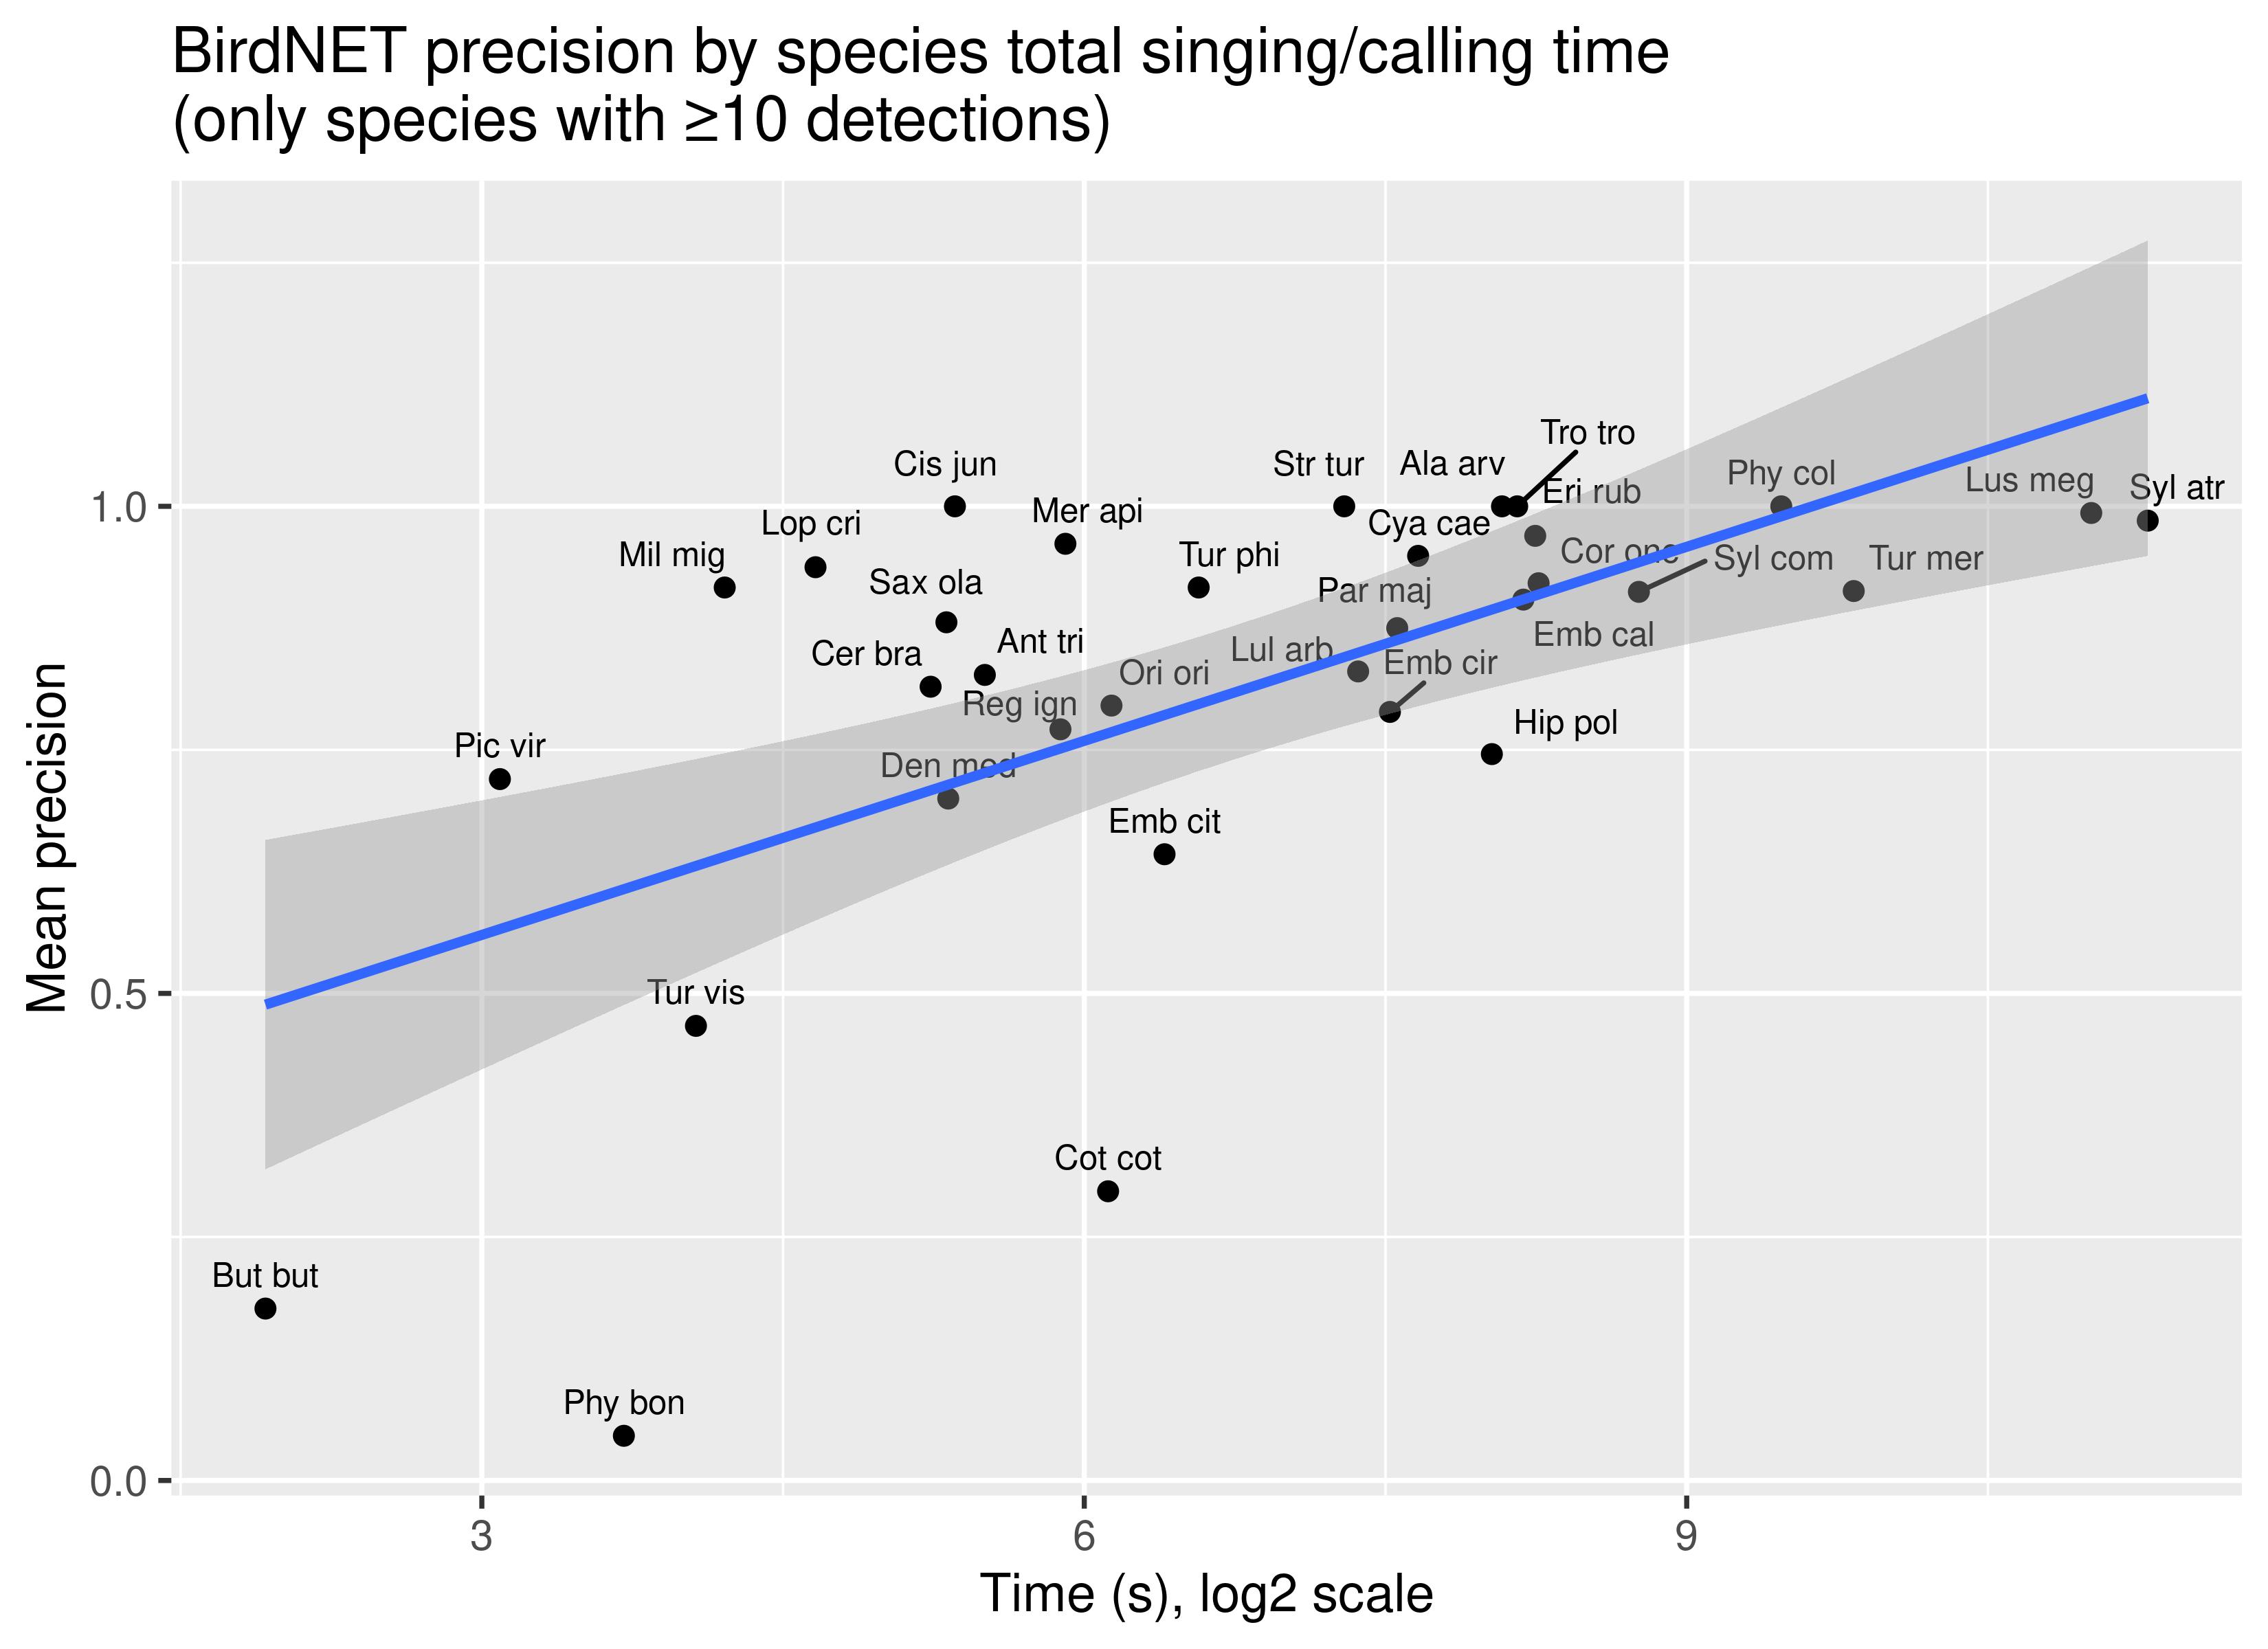 BirdNET precision by species total singing/calling time
(only species with ≥10 detections)
Mean precision
1.0
0.5
0.0
Tro tro
Cis jun
Str tur
Ala arv
Phy col
Lus meg
Syl atr
Eri rub
Mer api
Lop cri
Cya cae
Mil mig
Tur phi
Cor one
Syl com
Tur mer
Sax ola
Par maj
Emb cal
Ant tri
Cer bra
Lul arb
Emb cir
Ori ori
Reg ign
Hip pol
Pic vir
Den med
Emb cit
Tur vis
Cot cot
But but
Phy bon
3
6
9
Time (s), log2 scale